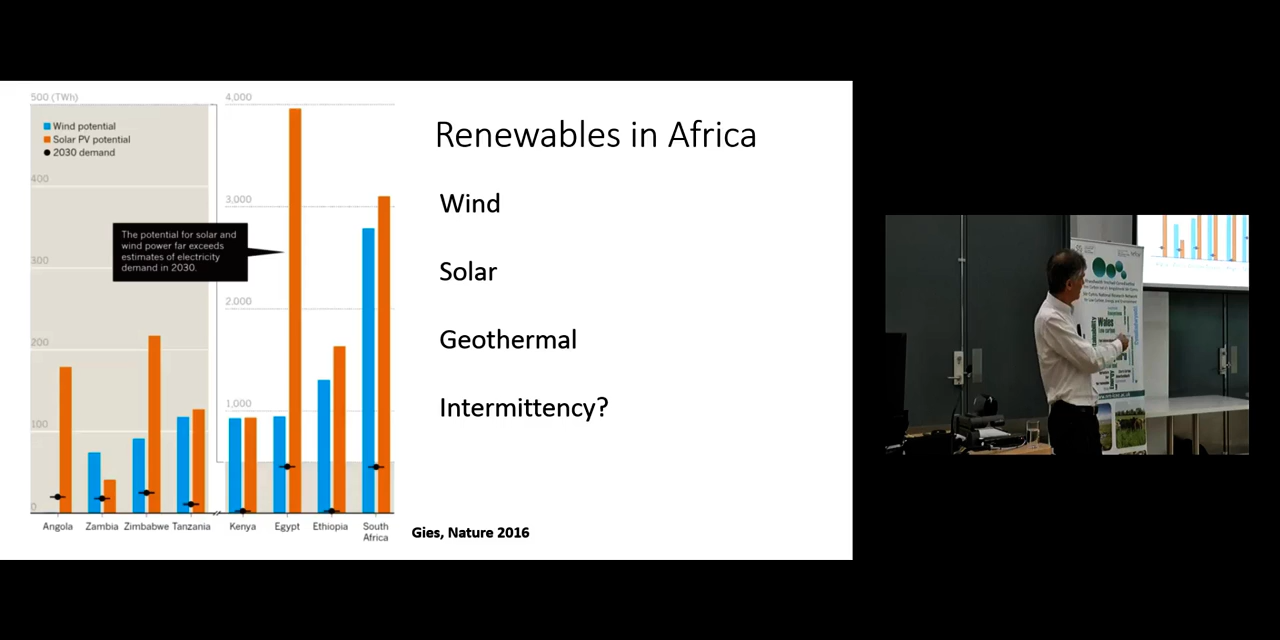 500 (TWh)
4,000
Wind potential
Solar PV potential
2030 demand
400
3,000
The potential for solar and
wind power far exceeds
estimates of electricity
demand in 2030.
300
2,000
200
1,000
100
0
Angola
Zambia
Zimbabwe
Tanzania
Kenya
Egypt
Ethiopia
South
Africa
Renewables in Africa
Wind
Solar
Geothermal
Intermittency?
Gies, Nature 2016
Wales